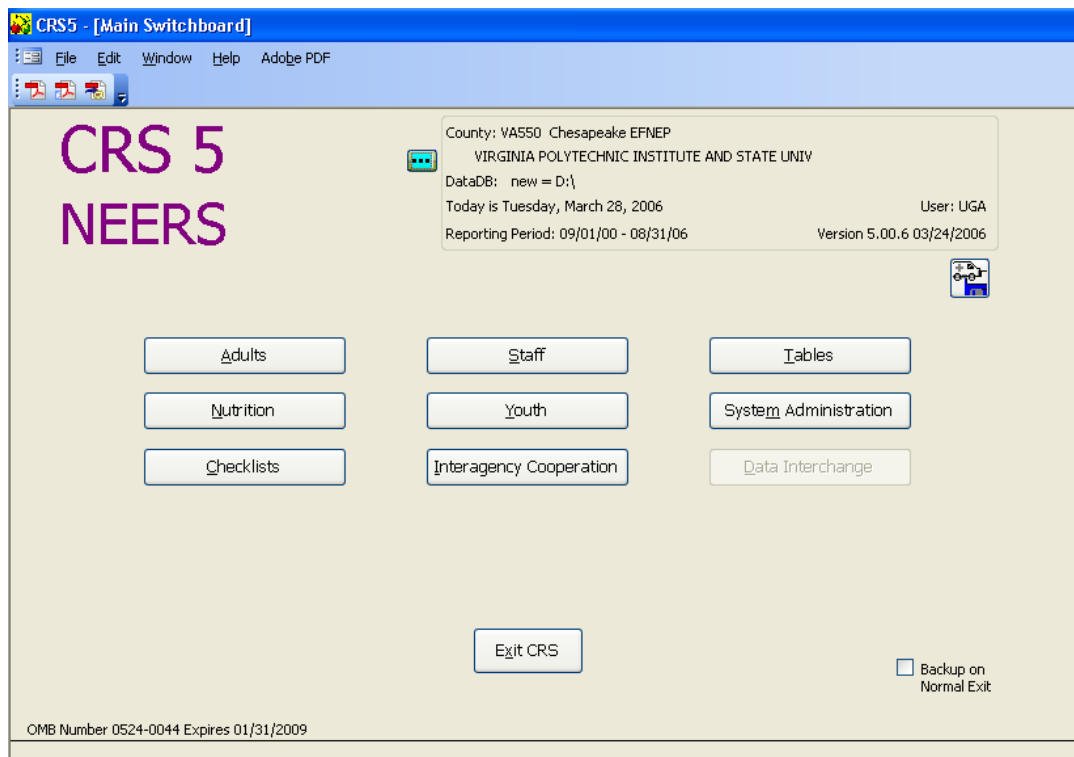 CRS5 - [Main Switchboard]
File Edit Window Help Adobe PDF
CRS 5
NEERS
County: VA550 Chesapeake EFNEP
VIRGINIA POLYTECHNIC INSTITUTE AND STATE UNIV
DataDB: new = D:\
Today is Tuesday, March 28, 2006 User: UGA
Reporting Period: 09/01/00 - 08/31/06 Version 5.00.6 03/24/2006
Adults Staff Tables
Nutrition Youth System Administration
Checklists Interagency Cooperation Data Interchange
Exit CRS
Backup on
Normal Exit
OMB Number 0524-0044 Expires 01/31/2009